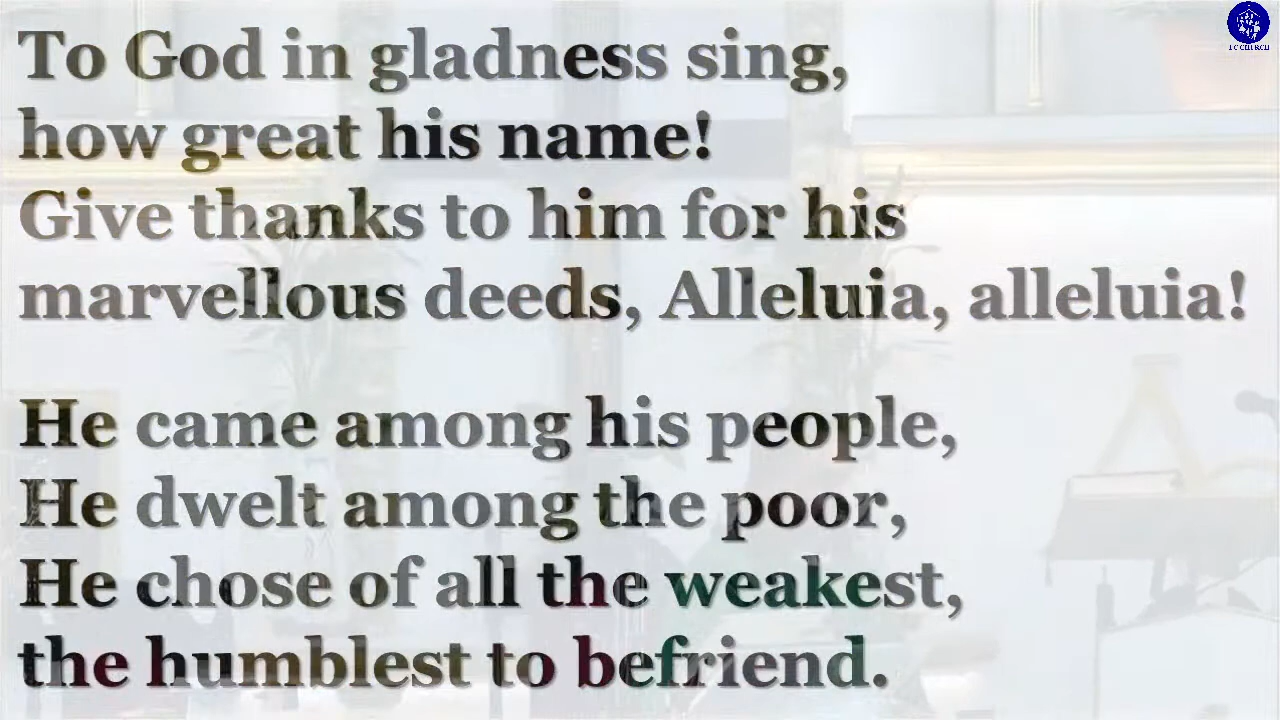 To God in gladness sing,
how great his name!
Give thanks to him for his
marvellous deeds, Alleluia, alleluia!
He came among his people,
He dwelt among the poor,
He chose of all the weakest,
the humblest to befriend.